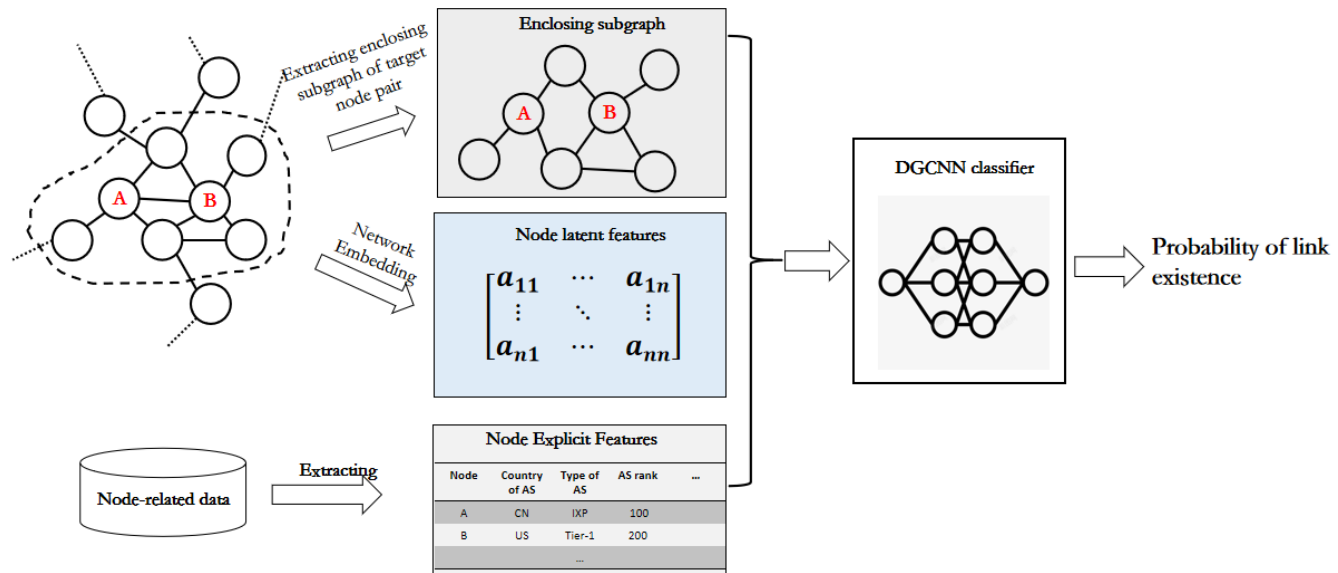 Extracting enclosing
subgraph of target
node pair
A
B
Enclosing subgraph
A
B
Network
Embedding
Node latent features
a11 ⋯ a1n
⋮ ⋱ ⋮
an1 ⋯ ann
DGCNN classifier
Probability of link
existence
Node-related data
Extracting
Node Explicit Features
Node Country of AS Type of AS AS rank ...
A CN IXP 100
B US Tier-1 200
...